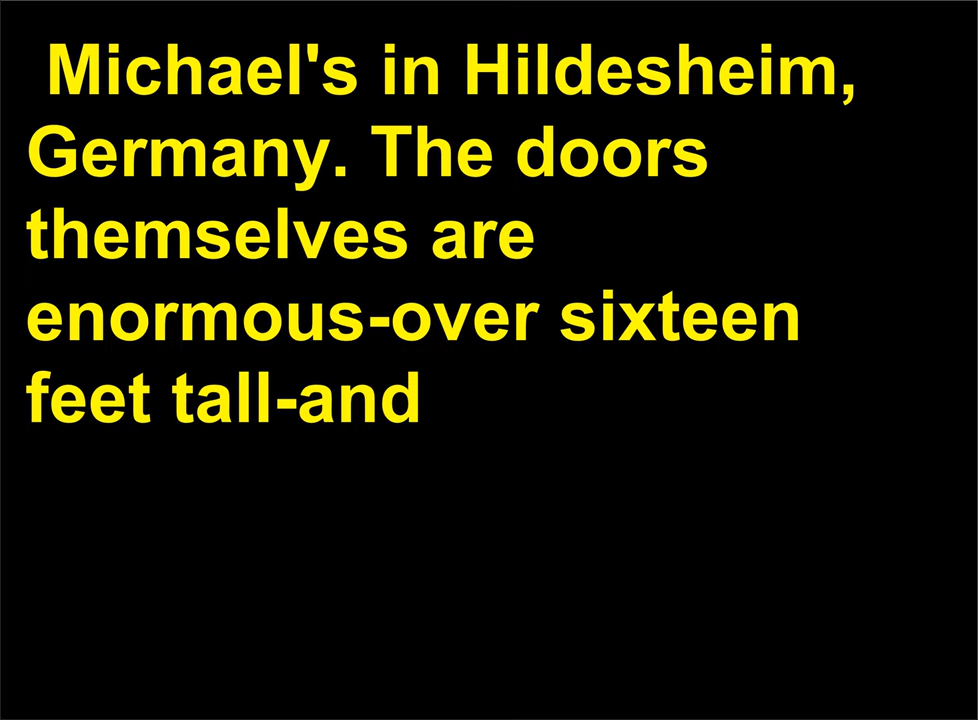 Michael's in Hildesheim,
Germany. The doors
themselves are
enormous-over sixteen
feet tall-and